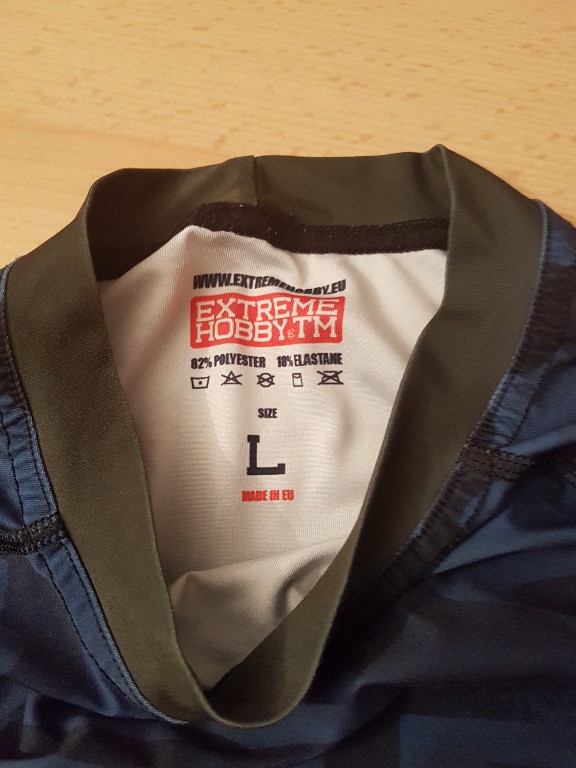 WWW.EXTREMEHOBBY.EU
EXTREME
HOBBY TM
82% POLYESTER 18% ELASTANE
SIZE
L
MADE IN EU